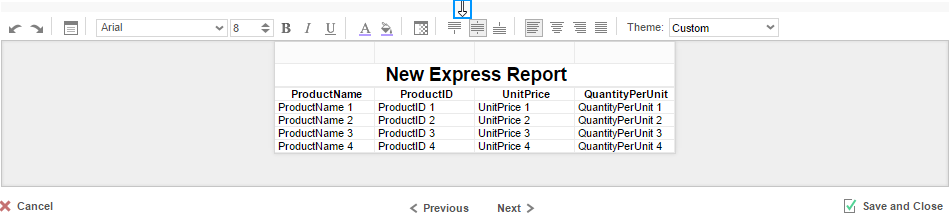 Arial 8 B I U A Theme: Custom
New Express Report
ProductName ProductID UnitPrice QuantityPerUnit
ProductName 1 ProductID 1 UnitPrice 1 QuantityPerUnit 1
ProductName 2 ProductID 2 UnitPrice 2 QuantityPerUnit 2
ProductName 3 ProductID 3 UnitPrice 3 QuantityPerUnit 3
ProductName 4 ProductID 4 UnitPrice 4 QuantityPerUnit 4
Cancel Previous Next Save and Close